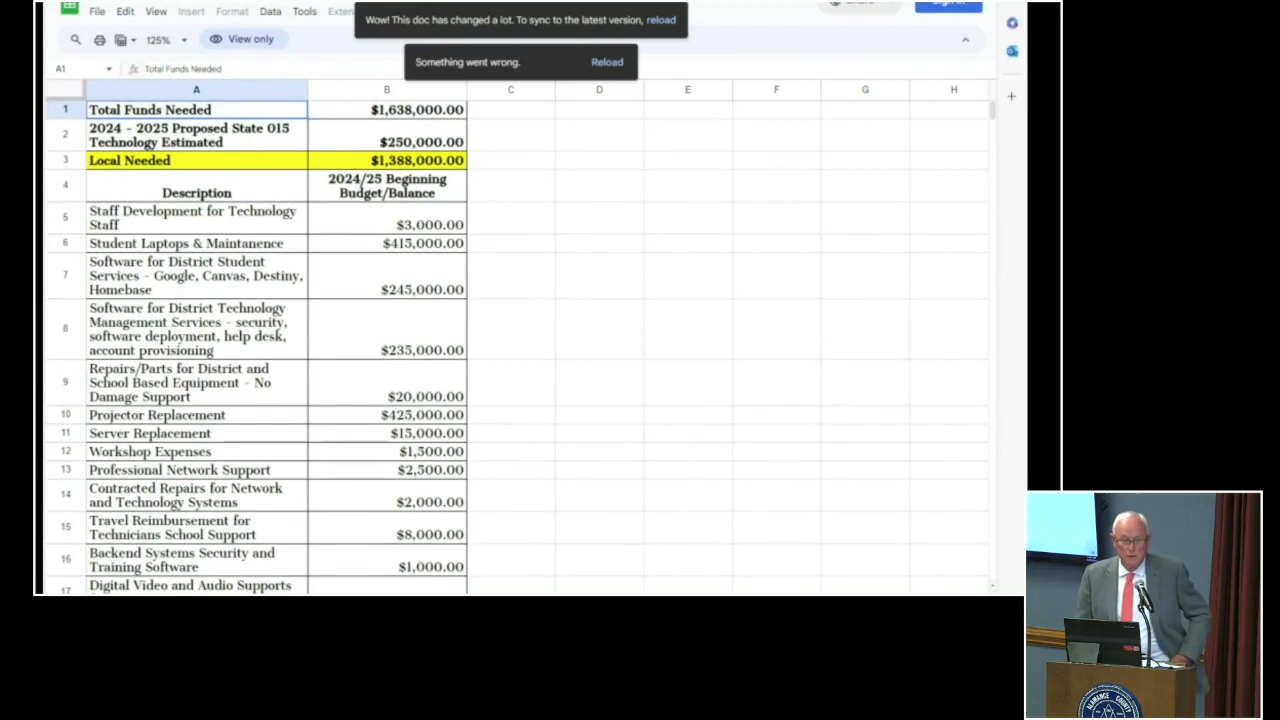 Wow! This doc has changed a lot. To sync to the latest version, reload
File Edit View Insert Format Data Tools
Something went wrong. Reload
125% View only
A1 fx Total Funds Needed
A B C D E F G H
1 Total Funds Needed $1,638,000.00
2 2024 - 2025 Proposed State 015
Technology Estimated $250,000.00
3 Local Needed $1,388,000.00
4 Description 2024/25 Beginning
Budget/Balance
5 Staff Development for Technology
Staff $3,000.00
6 Student Laptops & Maintanence $415,000.00
7 Software for District Student
Services - Google, Canvas, Destiny,
Homebase $245,000.00
8 Software for District Technology
Management Services - security,
software deployment, help desk,
account provisioning $235,000.00
9 Repairs/Parts for District and
School Based Equipment - No
Damage Support $20,000.00
10 Projector Replacement $425,000.00
11 Server Replacement $15,000.00
12 Workshop Expenses $1,500.00
13 Professional Network Support $2,500.00
14 Contracted Repairs for Network
and Technology Systems $2,000.00
15 Travel Reimbursement for
Technicians School Support $8,000.00
16 Backend Systems Security and
Training Software $1,000.00
17 Digital Video and Audio Supports
ALAMANCE COUNTY